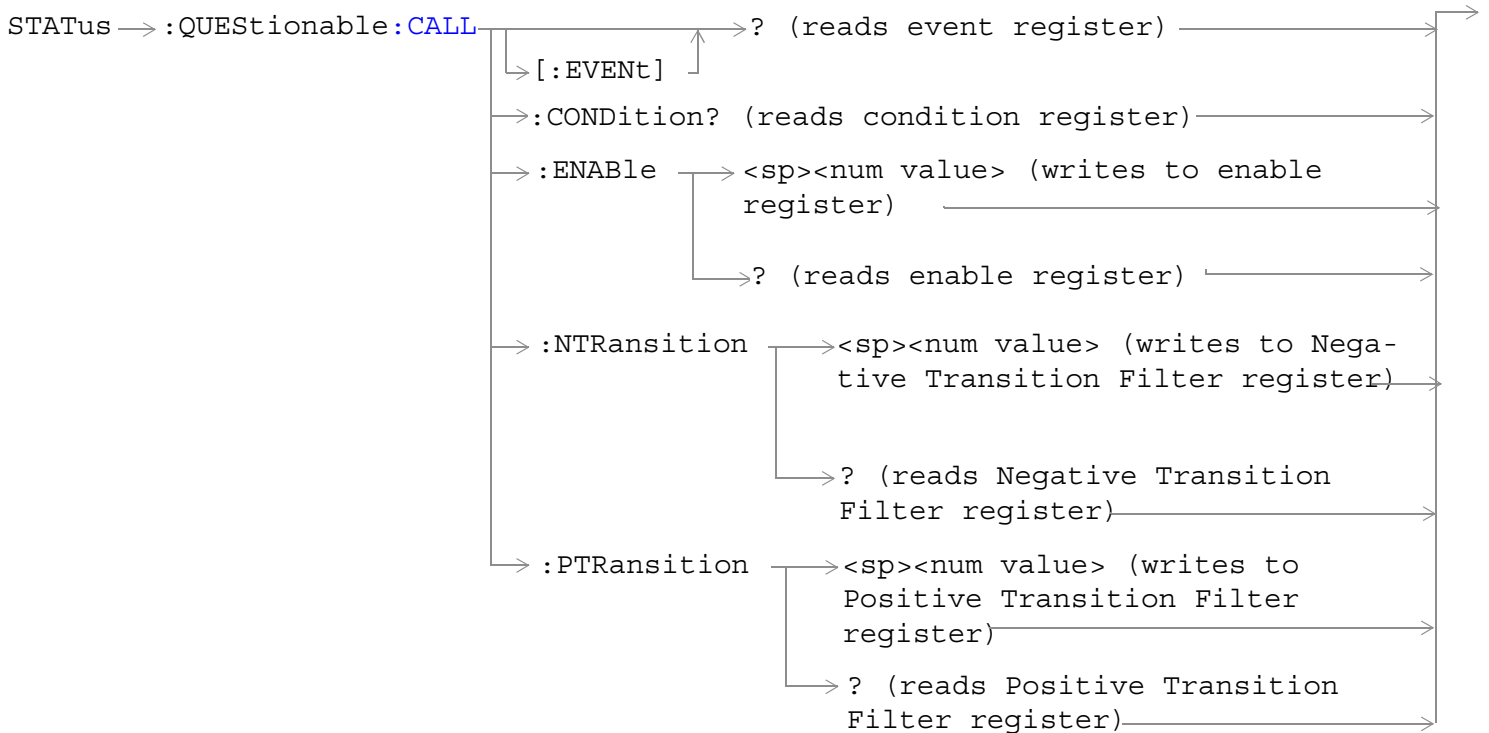 STATus :QUEStionable:CALL ? (reads event register)
[:EVENt]
:CONDition? (reads condition register)
:ENABle <sp><num value> (writes to enable
register)
? (reads enable register)
:NTRansition <sp><num value> (writes to Nega-
tive Transition Filter register)
? (reads Negative Transition
Filter register)
:PTRansition <sp><num value> (writes to
Positive Transition Filter
register)
? (reads Positive Transition
Filter register)